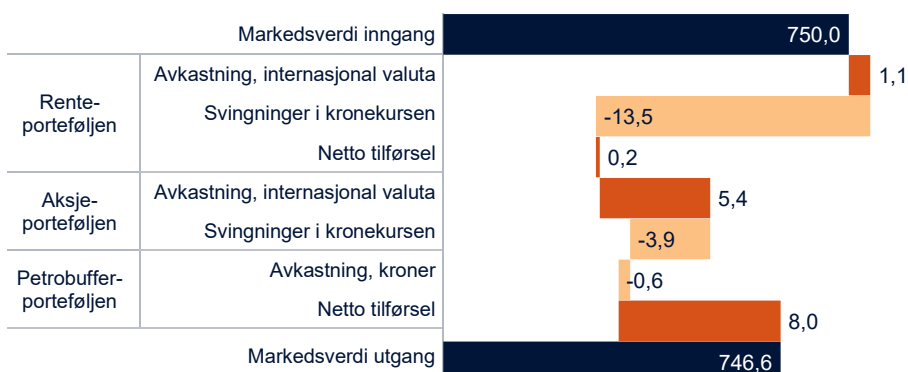 Markedsverdi inngang 750,0
Rente-
porteføljen
Avkastning, internasjonal valuta 1,1
Svingninger i kronekursen -13,5
Netto tilførsel 0,2
Aksje-
porteføljen
Avkastning, internasjonal valuta 5,4
Svingninger i kronekursen -3,9
Petrobuffer-
porteføljen
Avkastning, kroner -0,6
Netto tilførsel 8,0
Markedsverdi utgang 746,6